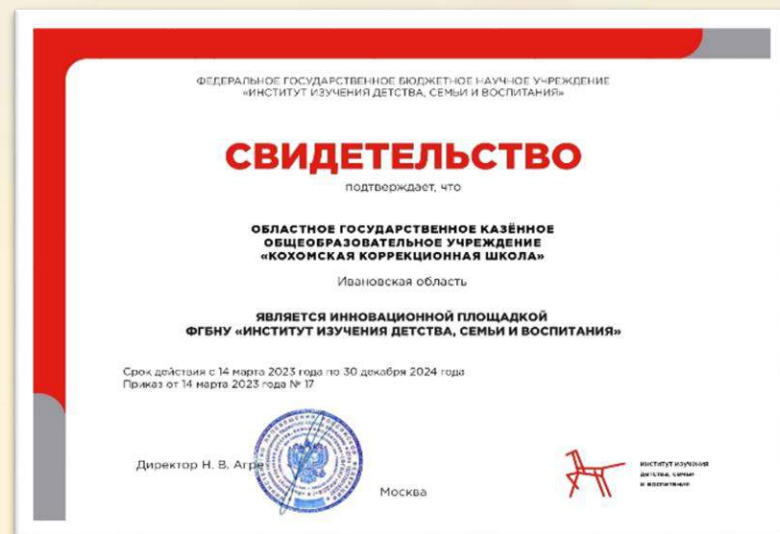 ФЕДЕРАЛЬНОЕ ГОСУДАРСТВЕННОЕ БЮДЖЕТНОЕ НАУЧНОЕ УЧРЕЖДЕНИЕ
«ИНСТИТУТ ИЗУЧЕНИЯ ДЕТСТВА, СЕМЬИ И ВОСПИТАНИЯ»
СВИДЕТЕЛЬСТВО
подтверждает, что
ОБЛАСТНОЕ ГОСУДАРСТВЕННОЕ КАЗЁННОЕ
ОБЩЕОБРАЗОВАТЕЛЬНОЕ УЧРЕЖДЕНИЕ
«КОХОМСКАЯ КОРРЕКЦИОННАЯ ШКОЛА»
Ивановская область
ЯВЛЯЕТСЯ ИННОВАЦИОННОЙ ПЛОЩАДКОЙ
ФГБНУ «ИНСТИТУТ ИЗУЧЕНИЯ ДЕТСТВА, СЕМЬИ И ВОСПИТАНИЯ»
Срок действия с 14 марта 2023 года по 30 декабря 2024 года
Приказ от 14 марта 2023 года № 17
Директор Н. В. Агре
Москва
институт изучения
детства, семьи
и воспитания